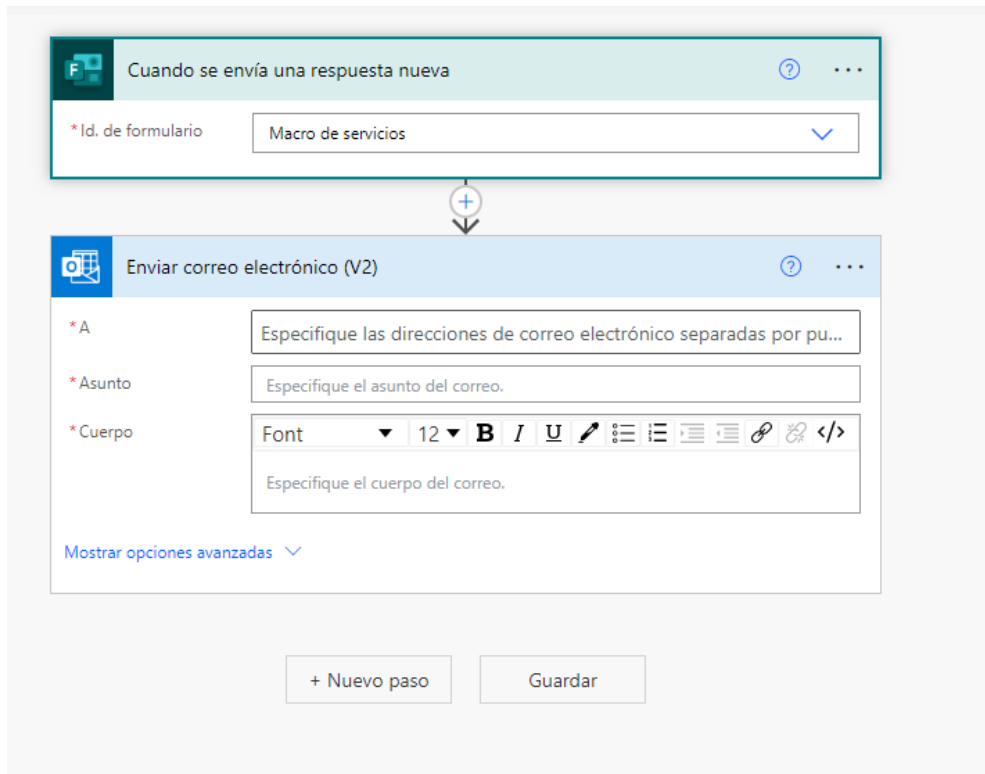 Cuando se envía una respuesta nueva
* Id. de formulario
Macro de servicios
Enviar correo electrónico (V2)
* A
Especifique las direcciones de correo electrónico separadas por pu...
* Asunto
Especifique el asunto del correo.
* Cuerpo
Font 12 B I U </>
Especifique el cuerpo del correo.
Mostrar opciones avanzadas
+ Nuevo paso
Guardar